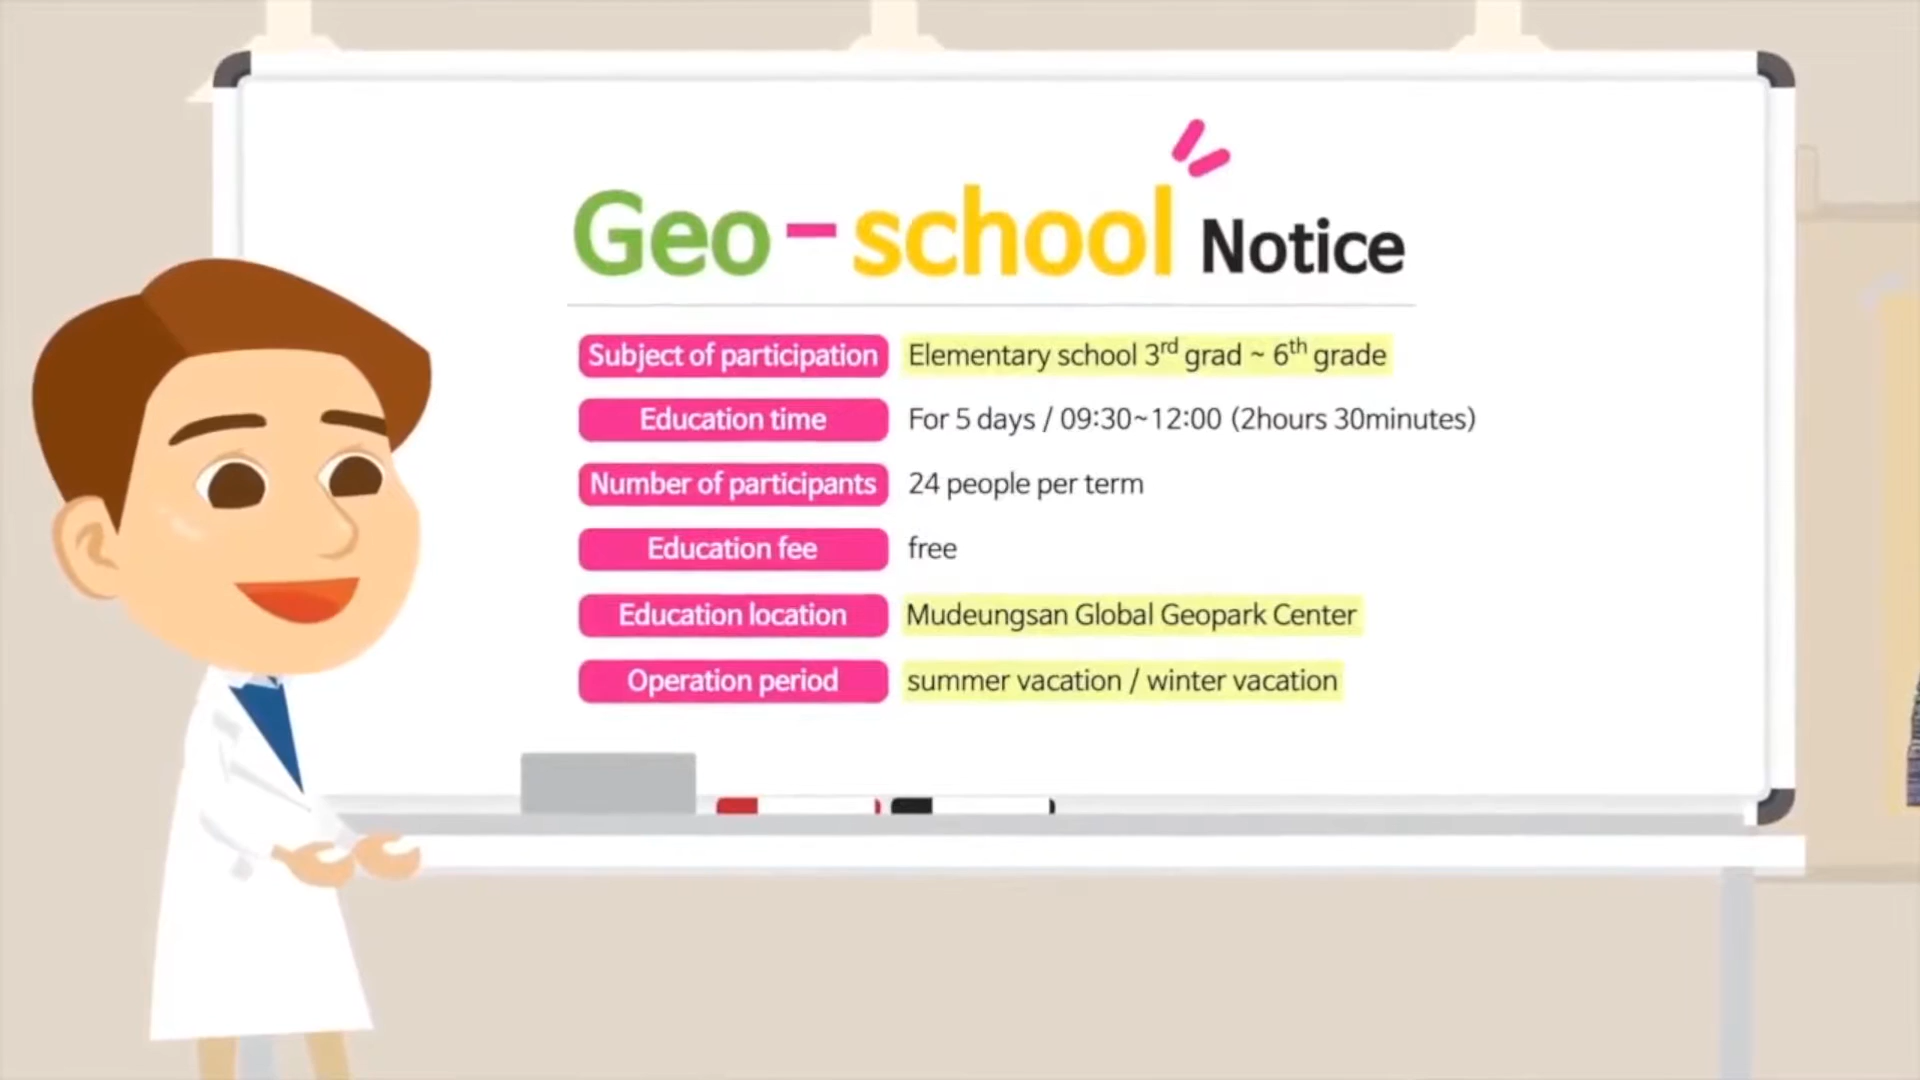 Geo-school Notice
Subject of participation Elementary school 3rd grad ~ 6th grade
Education time For 5 days / 09:30~12:00 (2hours 30minutes)
Number of participants 24 people per term
Education fee free
Education location Mudeungsan Global Geopark Center
Operation period summer vacation / winter vacation